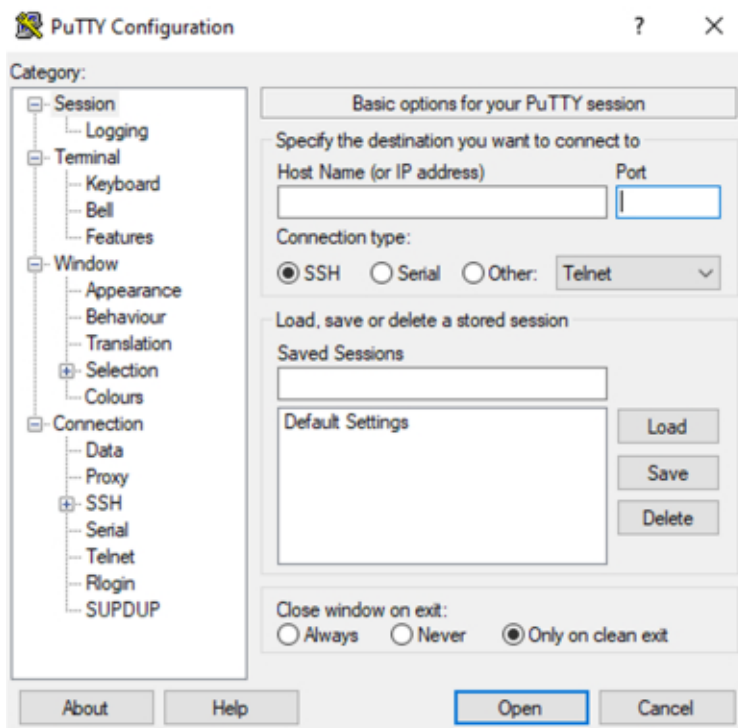 PuTTY Configuration
? ×
Category:
Session
Logging
Terminal
Keyboard
Bell
Features
Window
Appearance
Behaviour
Translation
Selection
Colours
Connection
Data
Proxy
SSH
Serial
Telnet
Rlogin
SUPDUP
Basic options for your PuTTY session
Specify the destination you want to connect to
Host Name (or IP address) Port
Connection type:
SSH Serial Other: Telnet
Load, save or delete a stored session
Saved Sessions
Default Settings
Load
Save
Delete
Close window on exit:
Always Never Only on clean exit
About Help Open Cancel